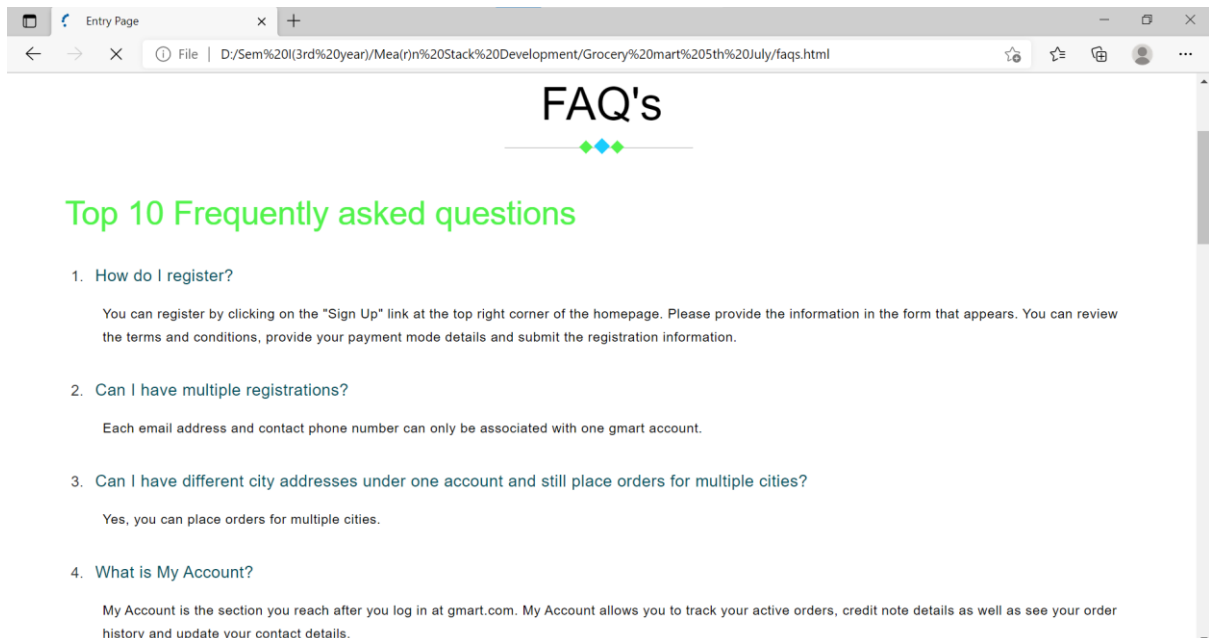 Entry Page
File | D:/Sem%20I(3rd%20year)/Mea(r)n%20Stack%20Development/Grocery%20mart%205th%20July/faqs.html
FAQ's
Top 10 Frequently asked questions
1. How do I register?
You can register by clicking on the "Sign Up" link at the top right corner of the homepage. Please provide the information in the form that appears. You can review
the terms and conditions, provide your payment mode details and submit the registration information.
2. Can I have multiple registrations?
Each email address and contact phone number can only be associated with one gmart account.
3. Can I have different city addresses under one account and still place orders for multiple cities?
Yes, you can place orders for multiple cities.
4. What is My Account?
My Account is the section you reach after you log in at gmart.com. My Account allows you to track your active orders, credit note details as well as see your order
history and update your contact details.